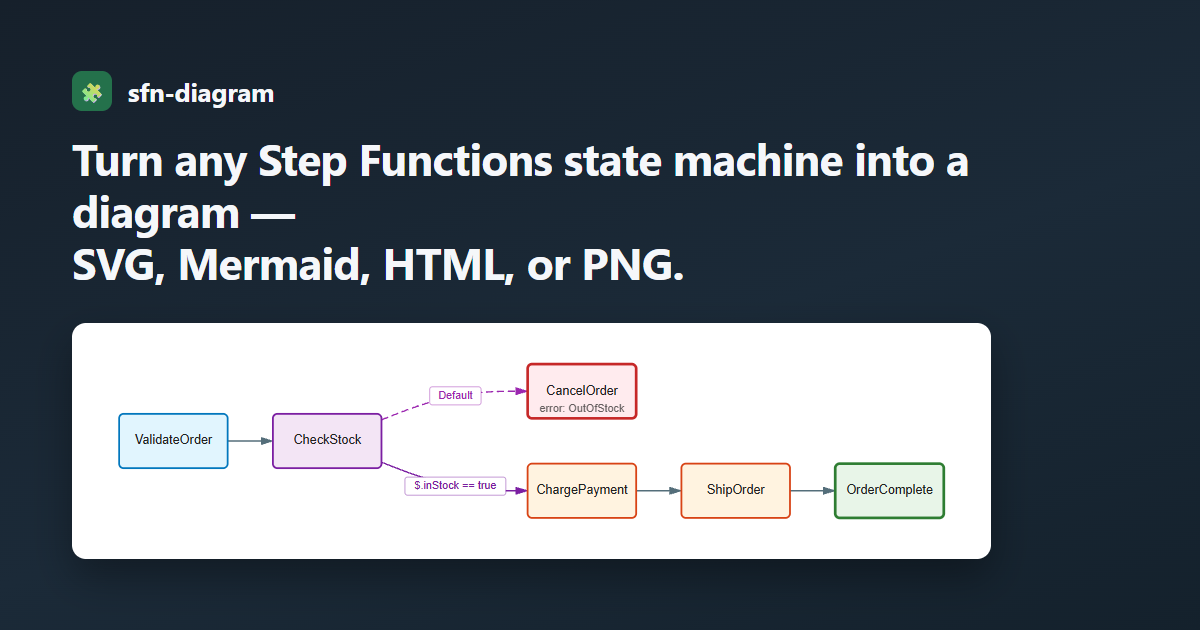 sfn-diagram
Turn any Step Functions state machine into a
diagram —
SVG, Mermaid, HTML, or PNG.
CancelOrder
error: OutOfStock
Default
ValidateOrder
CheckStock
$.inStock == true
ChargePayment
ShipOrder
OrderComplete